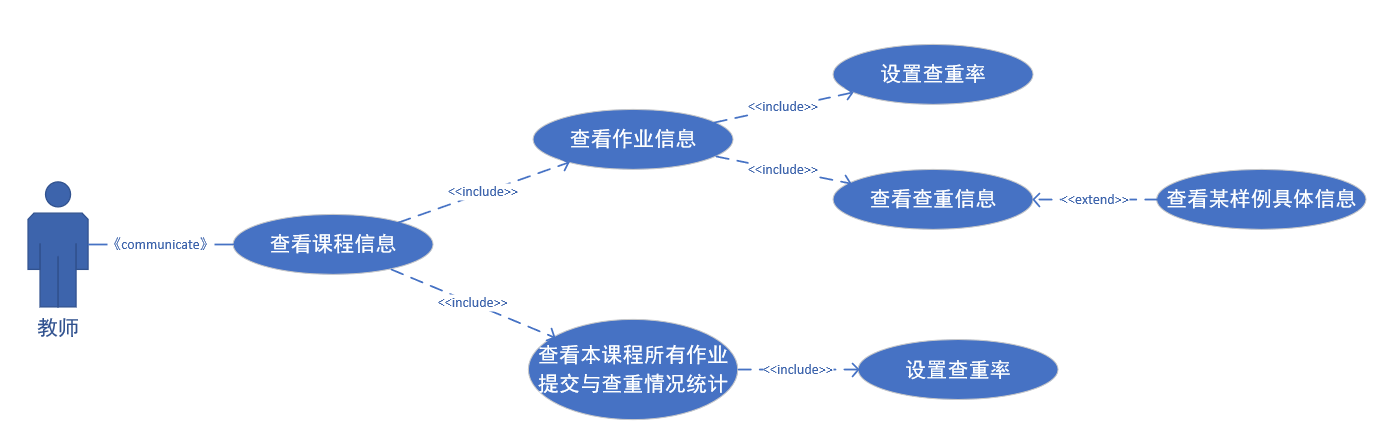 设置查重率
<<include>>
查看作业信息
<<include>>
<<include>>
查看查重信息
<<extend>>
查看某样例具体信息
教师
《communicate》
查看课程信息
<<include>>
查看本课程所有作业
提交与查重情况统计
<<include>>
设置查重率